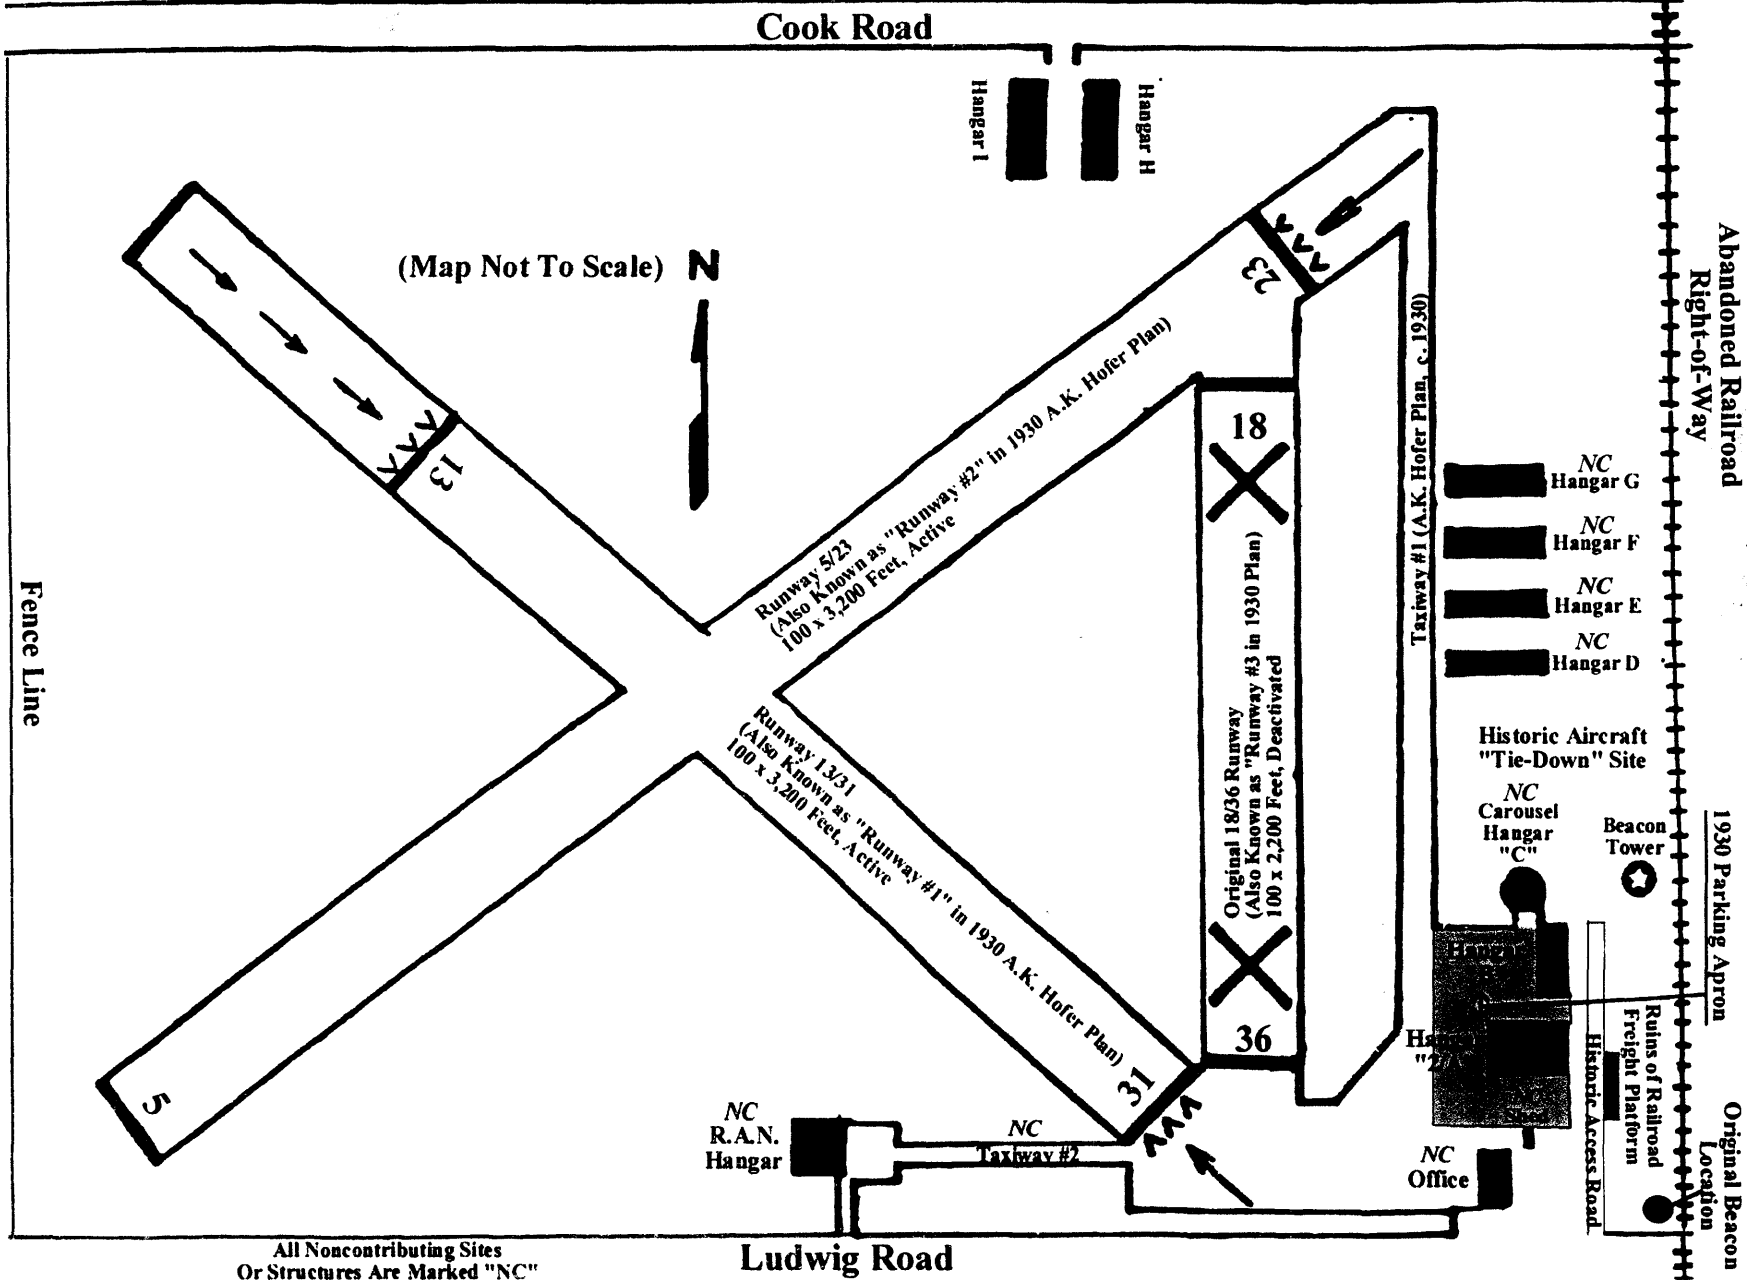 Cook Road
Hangar I
Hangar H
(Map Not To Scale)
N
23
13
18
Runway 5/23
(Also Known as "Runway #2" in 1930 A.K. Hofer Plan)
100 x 3,200 Feet, Active
Taxiway #1 (A.K. Hofer Plan, c. 1930)
Abandoned Railroad
Right-of-Way
NC
Hangar G
NC
Hangar F
NC
Hangar E
NC
Hangar D
Fence Line
Runway 13/31
(Also Known as "Runway #1" in 1930 A.K. Hofer Plan)
100 x 3,200 Feet, Active
Original 18/36 Runway
(Also Known as "Runway #3 in 1930 Plan)
100 x 2,200 Feet, Deactivated
Historic Aircraft
"Tie-Down" Site
NC
Carousel
Hangar
"C"
Beacon
Tower
1930 Parking Apron
Hangar
36
31
5
Ruins of Railroad
Freight Platform
Historic Access Road
NC
R.A.N.
Hangar
NC
Taxiway #2
NC
Office
Original Beacon
Location
All Noncontributing Sites
Or Structures Are Marked "NC"
Ludwig Road